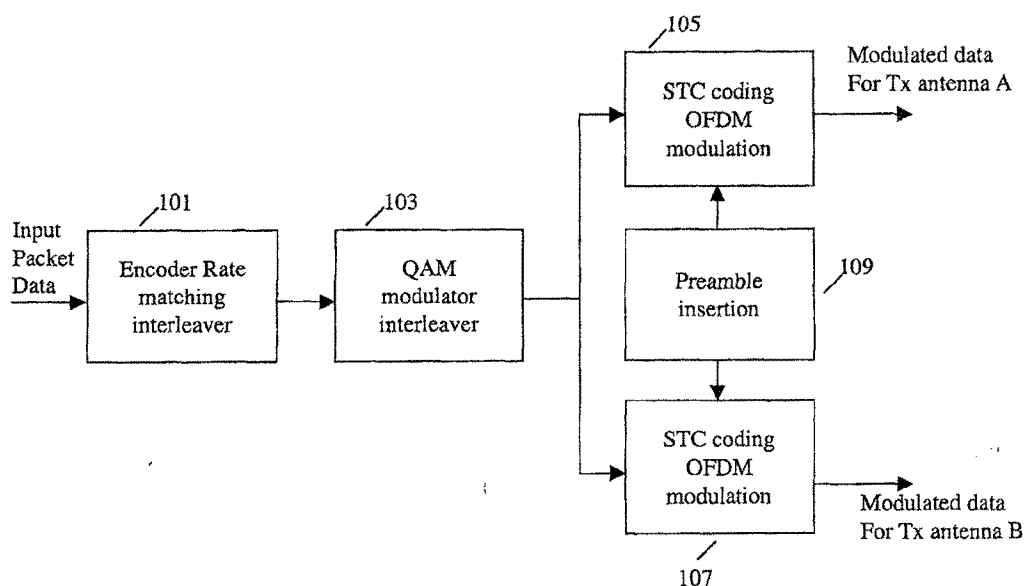 105
Modulated data
For Tx antenna A
STC coding
OFDM
modulation
101
103
Input
Packet
Data
Encoder Rate
matching
interleaver
QAM
modulator
interleaver
Preamble
insertion
109
STC coding
OFDM
modulation
Modulated data
For Tx antenna B
107